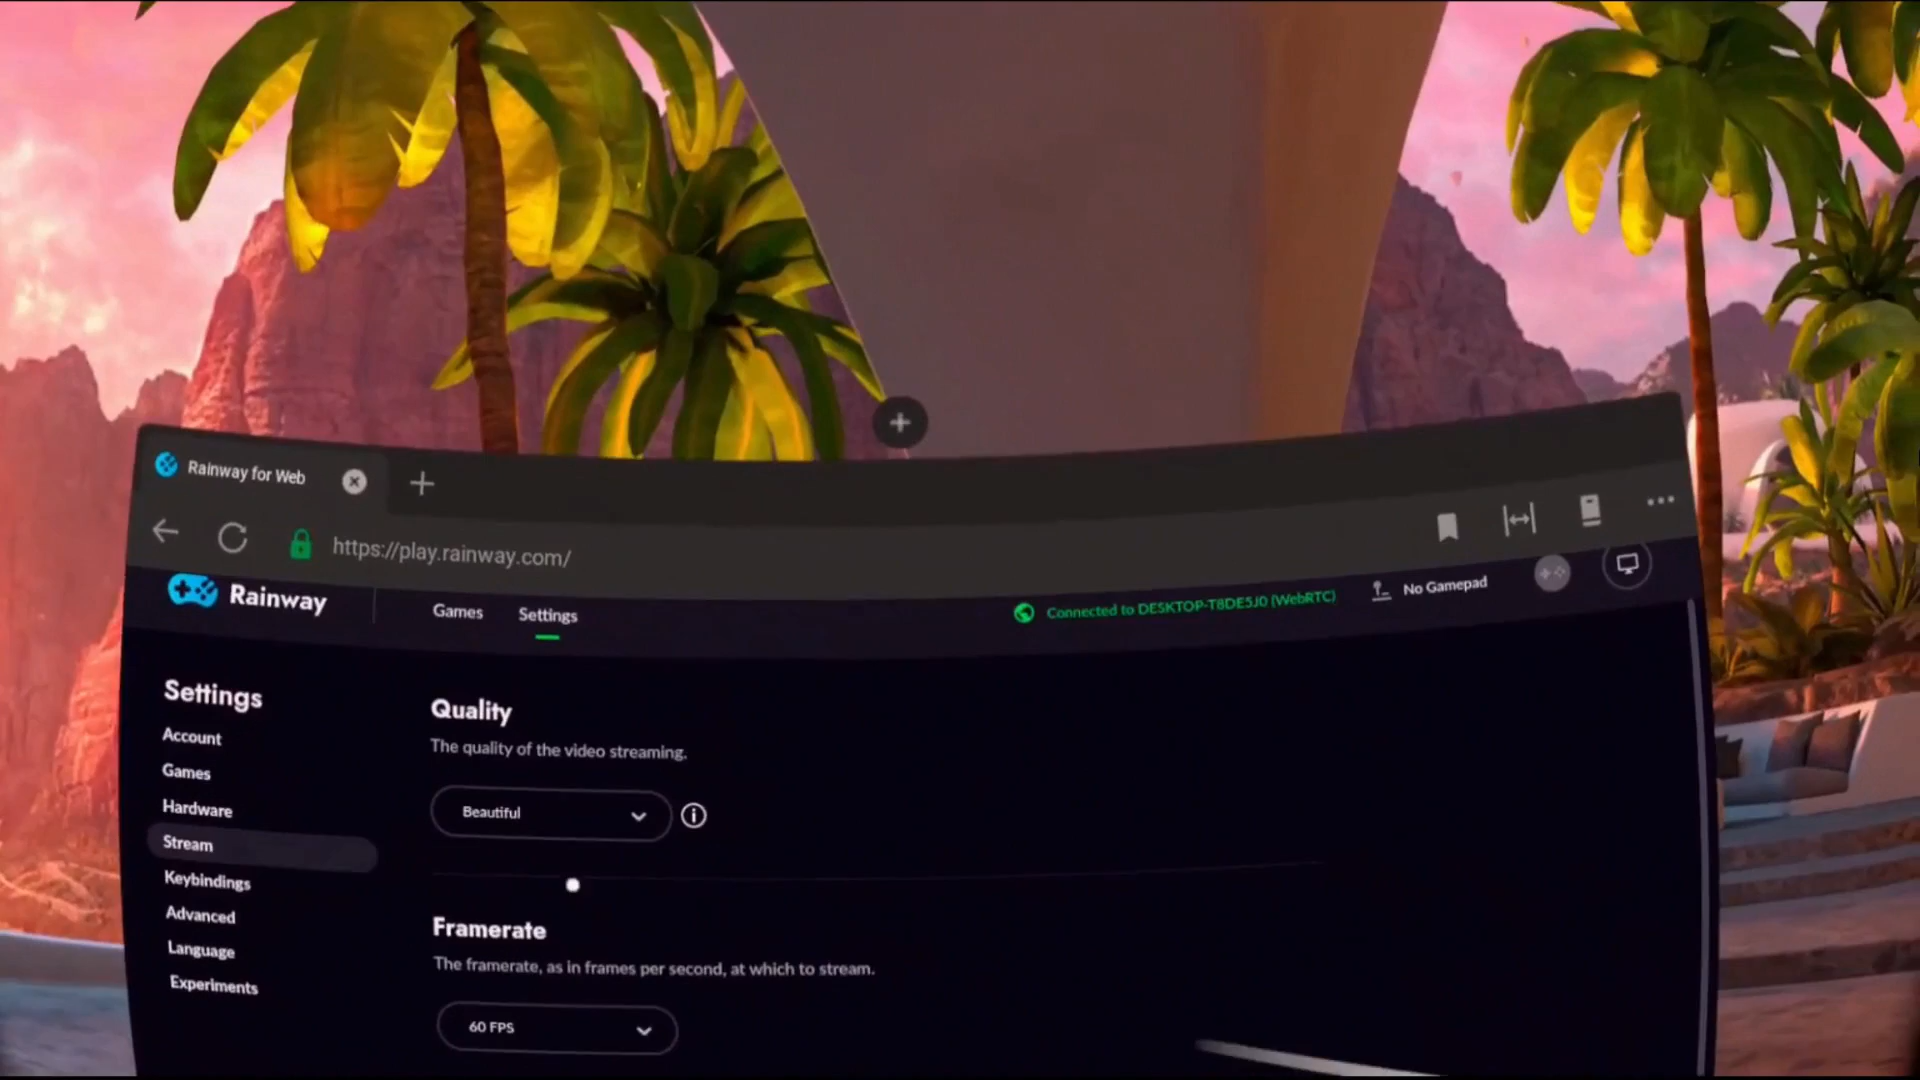 Rainway for Web
https://play.rainway.com/
Rainway
Games
Settings
Connected to DESKTOP-T8DE5J0 (WebRTC)
No Gamepad
Settings
Account
Games
Hardware
Stream
Keybindings
Advanced
Language
Experiments
Quality
The quality of the video streaming.
Beautiful
Framerate
The framerate, as in frames per second, at which to stream.
60 FPS